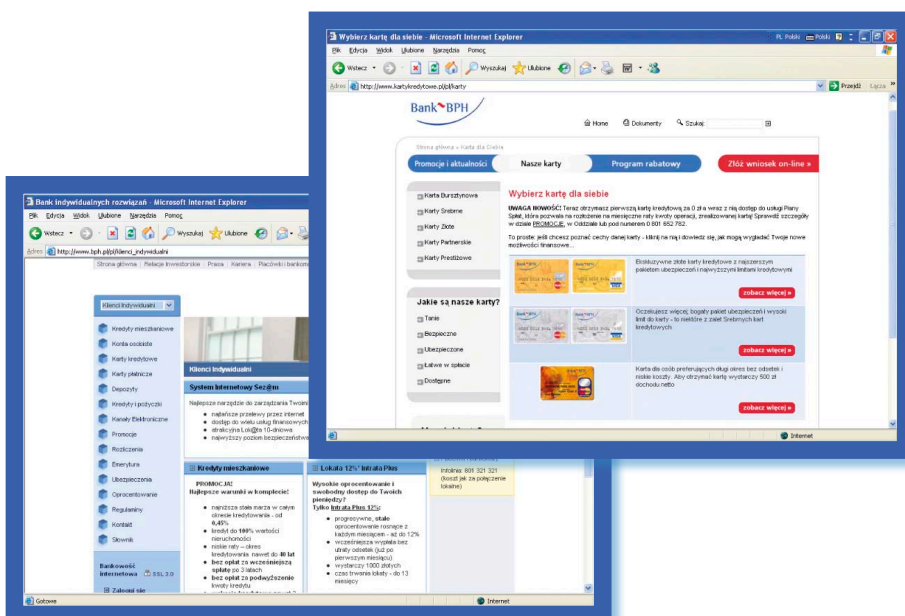 Wybierz kartę dla siebie - Microsoft Internet Explorer
PL Polski
Polski
Plik Edycja Widok Ulubione Narzędzia Pomoc
Wstecz
Wyszukaj
Ulubione
Adres http://www.kartykredytowe.pl/pl/karty
Przejdź
Łącza
Bank BPH
Home Dokumenty Szukaj:
Strona główna » Karta dla Ciebie
Promocje i aktualności
Nasze karty
Program rabatowy
Złóż wniosek on-line »
Karta Bursztynowa
Karty Srebrne
Karty Złote
Karty Partnerskie
Karty Prestiżowe
Jakie są nasze karty?
Tanie
Bezpieczne
Ubezpieczone
Łatwe w spłacie
Dostępne
Wybierz kartę dla siebie
UWAGA NOWOŚĆ! Teraz otrzymasz pierwszą kartę kredytową za 0 zł a wraz z nią dostęp do usługi Plany
Spłat, która pozwala na rozłożenie na miesięczne raty kwoty operacji, zrealizowanej kartą! Sprawdź szczegóły
w dziale PROMOCJE, w Oddziale lub pod numerem 0 801 652 782.
To proste: jeśli chcesz poznać cechy danej karty - kliknij na nią i dowiedz się, jak mogą wyglądać Twoje nowe
możliwości finansowe...
Ekskluzywne złote karty kredytowe z najszerszym
pakietem ubezpieczeń i najwyższymi limitami kredytowymi
zobacz więcej »
Oczekujesz więcej, bogaty pakiet ubezpieczeń i wysoki
limit do karty - to niektóre z zalet Srebrnych kart
kredytowych
zobacz więcej »
Karta dla osób preferujących długi okres bez odsetek i
niskie koszty. Aby otrzymać kartę wystarczy 500 zł
dochodu netto
zobacz więcej »
Internet
Bank indywidualnych rozwiązań - Microsoft Internet Explorer
Plik Edycja Widok Ulubione Narzędzia Pomoc
Wstecz
Wyszukaj
Ulubione
Adres http://www.bph.pl/pl/klienci_indywidualni
Strona główna | Relacje Inwestorskie | Prasa | Kariera | Placówki i bankom
Klienci Indywidualni
Kredyty mieszkaniowe
Konta osobiste
Karty kredytowe
Karty płatnicze
Depozyty
Kredyty i pożyczki
Kanały Elektroniczne
Promocje
Rozliczenia
Emerytura
Ubezpieczenia
Oprocentowanie
Regulaminy
Kontakt
Słownik
Bankowość
internetowa SSL 3.0
Zaloguj się
Klienci Indywidualni
System Internetowy Sez@m
Najlepsze narzędzie do zarządzania Twoimi
najtańsze przelewy przez internet
dostęp do wielu usług finansowych
atrakcyjna Lok@ta 10-dniowa
najwyższy poziom bezpieczeństwa
Kredyty mieszkaniowe
PROMOCJA!
Najlepsze warunki w komplecie!
najniższa stała marża w całym
okresie kredytowania - od
0,45%
kredyt do 100% wartości
nieruchomości
niskie raty – okres
kredytowania nawet do 40 lat
bez opłat za wcześniejszą
spłatę po 3 latach
bez opłat za podwyższenie
kwoty kredytu
Lokata 12%* Intrata Plus
Wysokie oprocentowanie i
swobodny dostęp do Twoich
pieniędzy?
Tylko Intrata Plus 12%:
progresywne, stałe
oprocentowanie rosnące z
każdym miesiącem - aż do 12%
wcześniejsza wypłata bez
utraty odsetek (już po
pierwszym miesiącu)
wystarczy 1000 złotych
czas trwania lokaty - do 13
miesięcy
Infolinia: 801 321 321
(koszt jak za połączenie
lokalne)
Gotowe
Internet